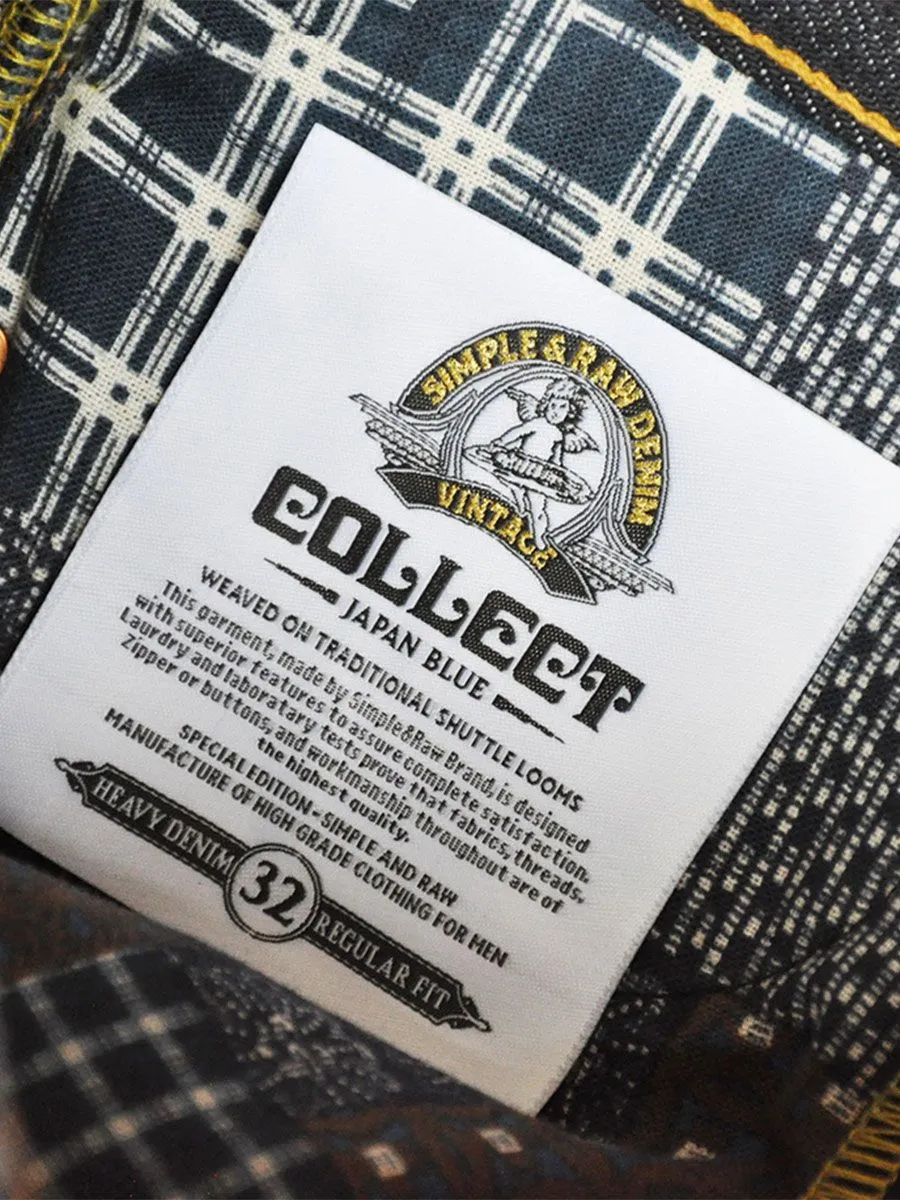 SIMPLE & RAW DENIM
VINTAGE
COLLECT
JAPAN BLUE
WEAVED ON TRADITIONAL SHUTTLE LOOMS
This garment, made by Simple&Raw Brand, is designed
with superior features to assure complete satisfaction.
Laurdry and laboratary tests prove that fabrics, threads,
Zipper or buttons, and workmanship throughout are of
the highest quality.
SPECIAL EDITION - SIMPLE AND RAW
MANUFACTURE OF HIGH GRADE CLOTHING FOR MEN
HEAVY DENIM 32 REGULAR FIT